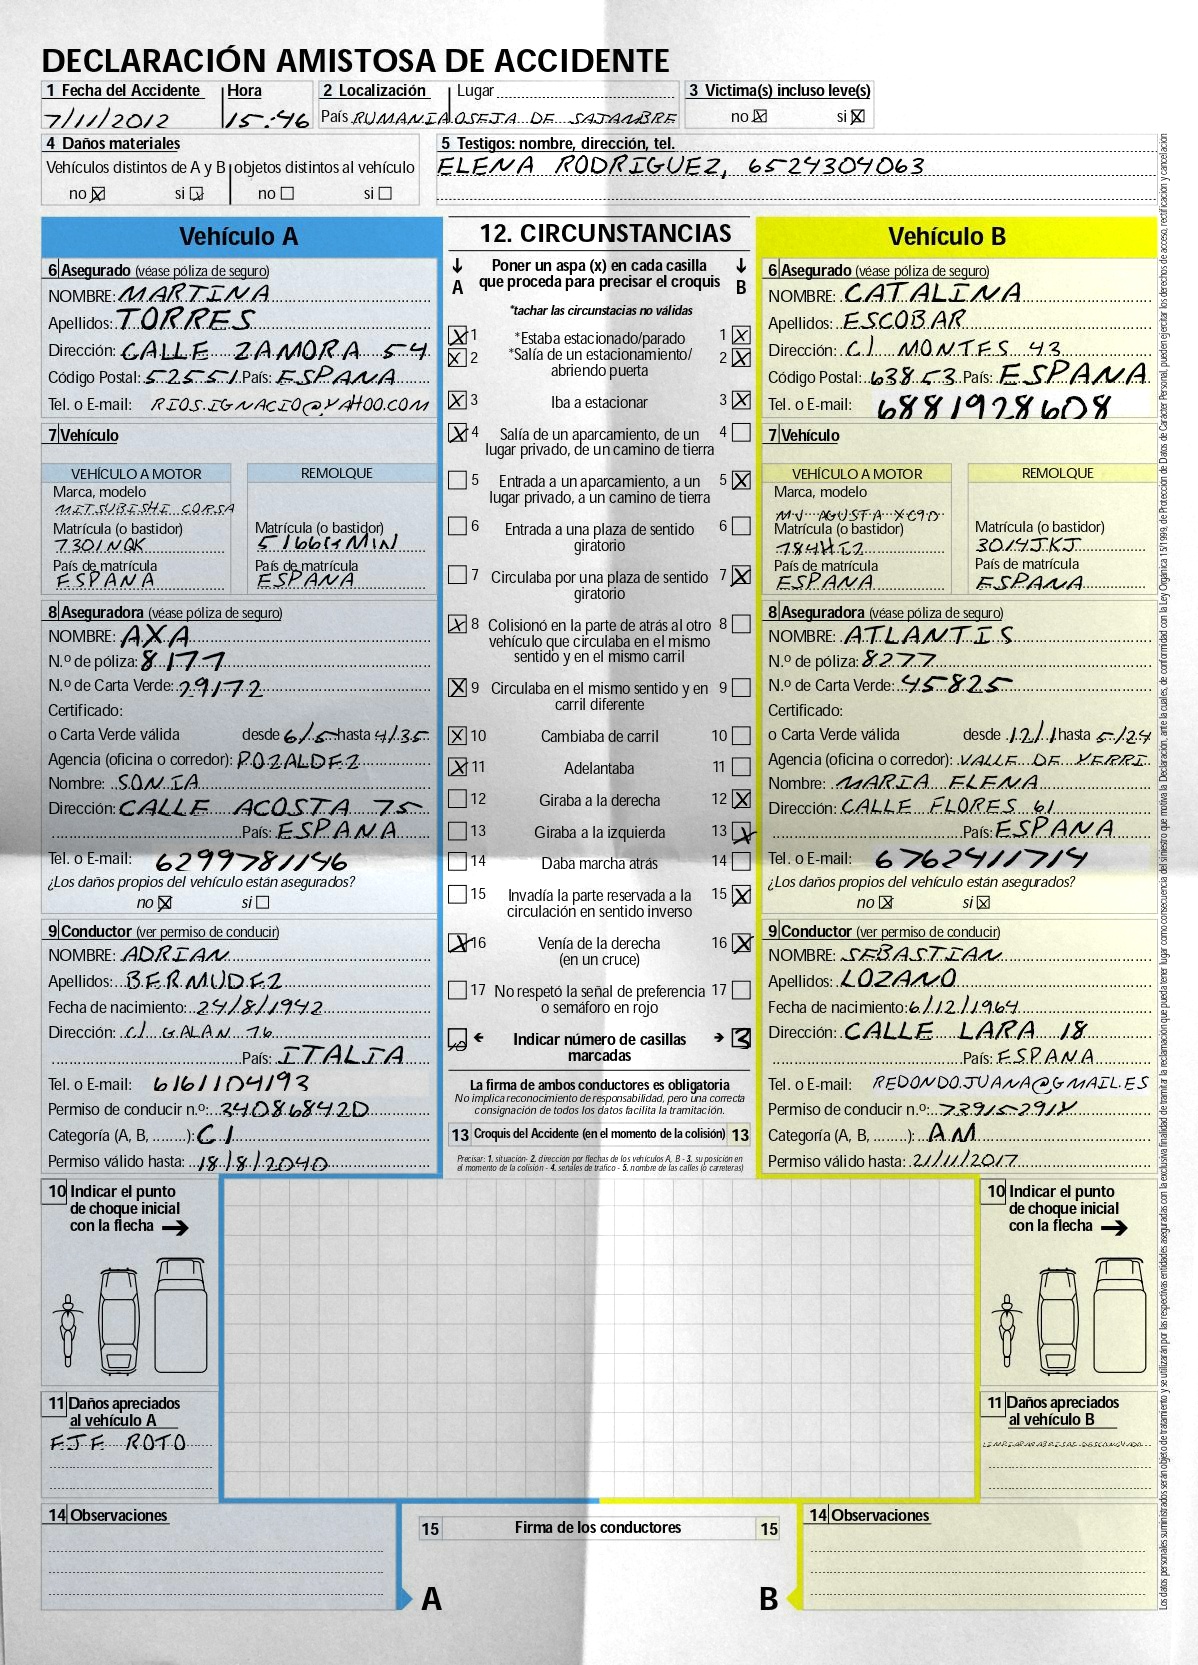 DECLARACIÓN AMISTOSA DE ACCIDENTE
1 Fecha del Accidente Hora 2 Localización Lugar 3 Victima(s) incluso leve(s)
7/11/2012 15:46 País RUMANIA OSEJA DE SAJAMBRE no X si X
4 Daños materiales 5 Testigos: nombre, dirección, tel.
Vehículos distintos de A y B objetos distintos al vehículo ELENA RODRIGUEZ, 6524304063
no X si X no si
Vehículo A
6 Asegurado (véase póliza de seguro)
NOMBRE: MARTINA
Apellidos: TORRES
Dirección: CALLE ZAMORA 54
Código Postal: 52551 País: ESPANA
Tel. o E-mail: RIOS.IGNACIO@YAHOO.COM
7 Vehículo
VEHÍCULO A MOTOR REMOLQUE
Marca, modelo
MITSUBISHI CORSA
Matrícula (o bastidor) Matrícula (o bastidor)
7301NQK 5166GMIN
País de matrícula País de matrícula
ESPANA ESPANA
8 Aseguradora (véase póliza de seguro)
NOMBRE: AXA
N.º de póliza: 8177
N.º de Carta Verde: 29172
Certificado:
o Carta Verde válida desde 6/5 hasta 4/35
Agencia (oficina o corredor): POZALDEZ
Nombre: SONIA
Dirección: CALLE ACOSTA 75
País: ESPANA
Tel. o E-mail: 6299781146
¿Los daños propios del vehículo están asegurados?
no X si
9 Conductor (ver permiso de conducir)
NOMBRE: ADRIAN
Apellidos: BERMUDEZ
Fecha de nacimiento: 24/8/1942
Dirección: C/ GALAN 76
País: ITALIA
Tel. o E-mail: 6161104193
Permiso de conducir n.º: 34086842D
Categoría (A, B, ........): C1
Permiso válido hasta: 18/8/2040
12. CIRCUNSTANCIAS
A Poner un aspa (x) en cada casilla B
que proceda para precisar el croquis
*tachar las circunstacias no válidas
X 1 *Estaba estacionado/parado 1 X
X 2 *Salía de un estacionamiento/ 2 X
abriendo puerta
X 3 Iba a estacionar 3 X
X 4 Salía de un aparcamiento, de un 4
lugar privado, de un camino de tierra
5 Entrada a un aparcamiento, a un 5 X
lugar privado, a un camino de tierra
6 Entrada a una plaza de sentido 6
giratorio
7 Circulaba por una plaza de sentido 7 X
giratorio
X 8 Colisionó en la parte de atrás al otro 8
vehículo que circulaba en el mismo
sentido y en el mismo carril
X 9 Circulaba en el mismo sentido y en 9
carril diferente
X 10 Cambiaba de carril 10
X 11 Adelantaba 11
12 Giraba a la derecha 12 X
13 Giraba a la izquierda 13 X
14 Daba marcha atrás 14
15 Invadía la parte reservada a la 15 X
circulación en sentido inverso
X 16 Venía de la derecha 16 X
(en un cruce)
17 No respetó la señal de preferencia 17
o semáforo en rojo
10 Indicar número de casillas 3
marcadas
La firma de ambos conductores es obligatoria
No implica reconocimiento de responsabilidad, pero una correcta
consignación de todos los datos facilita la tramitación.
13 Croquis del Accidente (en el momento de la colisión) 13
Precisar: 1. situación- 2. dirección por flechas de los vehículos A, B - 3. su posición en
el momento de la colisión - 4. señales de tráfico - 5. nombre de las calles (o carreteras)
Vehículo B
6 Asegurado (véase póliza de seguro)
NOMBRE: CATALINA
Apellidos: ESCOBAR
Dirección: C/ MONTES 43
Código Postal: 63853 País: ESPANA
Tel. o E-mail: 6881928608
7 Vehículo
VEHÍCULO A MOTOR REMOLQUE
Marca, modelo
MV AGUSTA XC90
Matrícula (o bastidor) Matrícula (o bastidor)
784HIZ 3014JKJ
País de matrícula País de matrícula
ESPANA ESPANA
8 Aseguradora (véase póliza de seguro)
NOMBRE: ATLANTIS
N.º de póliza: 8277
N.º de Carta Verde: 45825
Certificado:
o Carta Verde válida desde 12/1 hasta 5/24
Agencia (oficina o corredor): VALLE DE YERRI
Nombre: MARIA ELENA
Dirección: CALLE FLORES 61
País: ESPANA
Tel. o E-mail: 6762411714
¿Los daños propios del vehículo están asegurados?
no X si X
9 Conductor (ver permiso de conducir)
NOMBRE: SEBASTIAN
Apellidos: LOZANO
Fecha de nacimiento: 6/12/1964
Dirección: CALLE LARA 18
País: ESPANA
Tel. o E-mail: REDONDOJUANA@GMAIL.ES
Permiso de conducir n.º: 73915291X
Categoría (A, B, ........): AM
Permiso válido hasta: 21/11/2017
10 Indicar el punto
de choque inicial
con la flecha
11 Daños apreciados
al vehículo A
EJE ROTO
10 Indicar el punto
de choque inicial
con la flecha
11 Daños apreciados
al vehículo B
LIMPIAPARABRISAS DESCONCHADO
14 Observaciones
15 Firma de los conductores 15
A B
14 Observaciones
Los datos personales suministrados serán objeto de tratamiento y se utilizarán por las respectivas entidades aseguradas con la exclusiva finalidad de tramitar la reclamación que pueda tener lugar como consecuencia del siniestro que motiva la Declaración, ante la cuales, de conformidad con la Ley Orgánica 15/1999, de Protección de Datos de Carácter Personal, pueden ejercitar los derechos de acceso, rectificación y cancelación